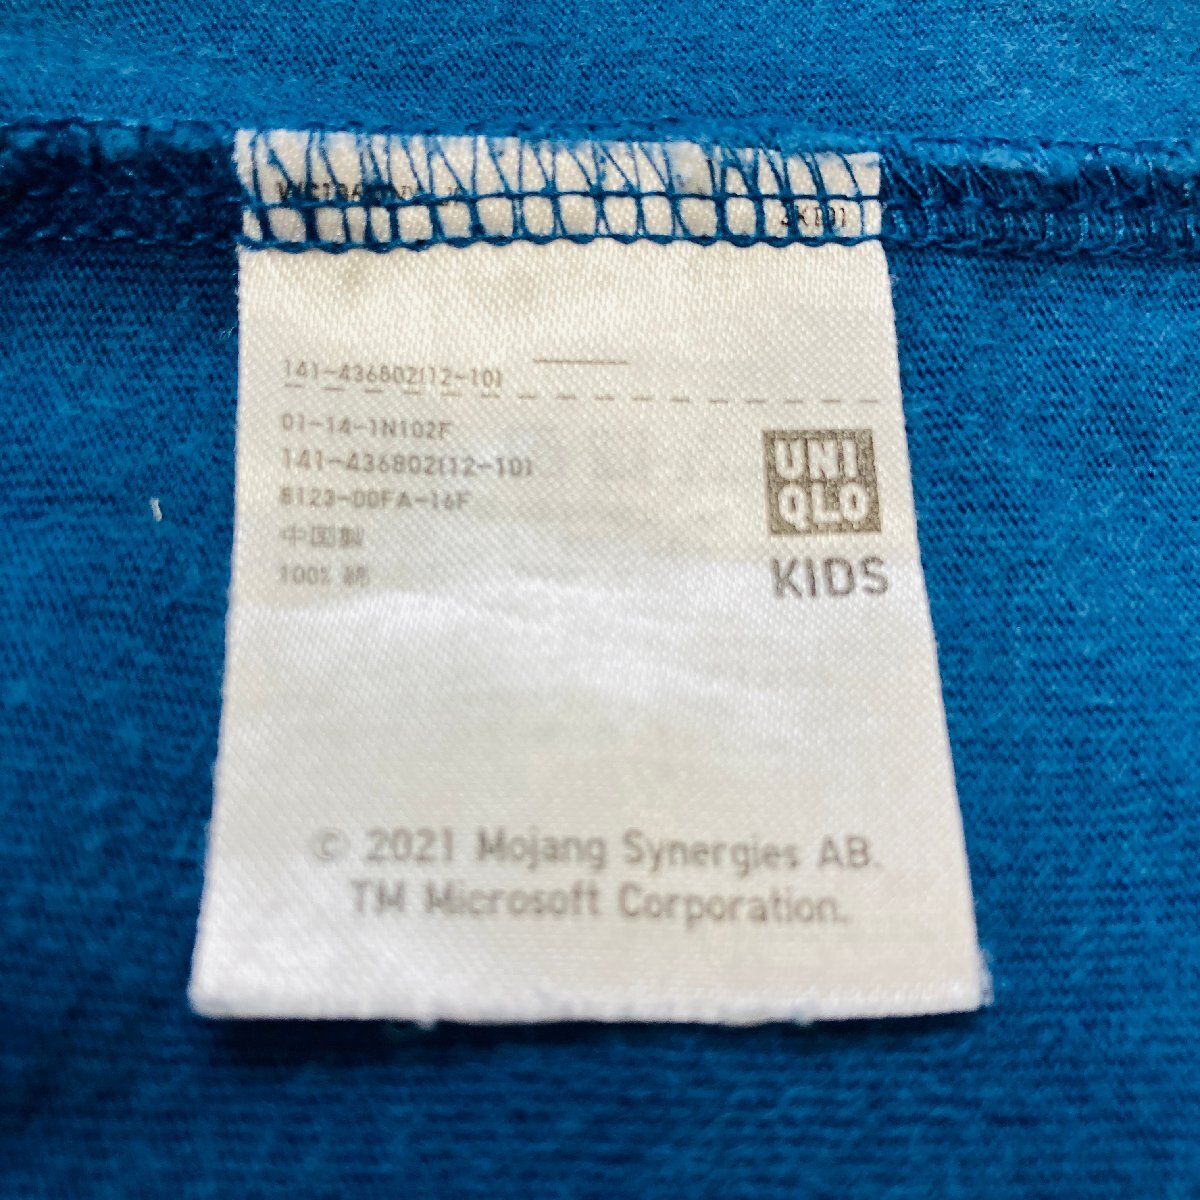 141-436802(12-10)
01-14-1N102F
141-436802(12-10)
8123-00FA-16F
中国製
100% 綿
UNI
QLO
KIDS
© 2021 Mojang Synergies AB.
TM Microsoft Corporation.